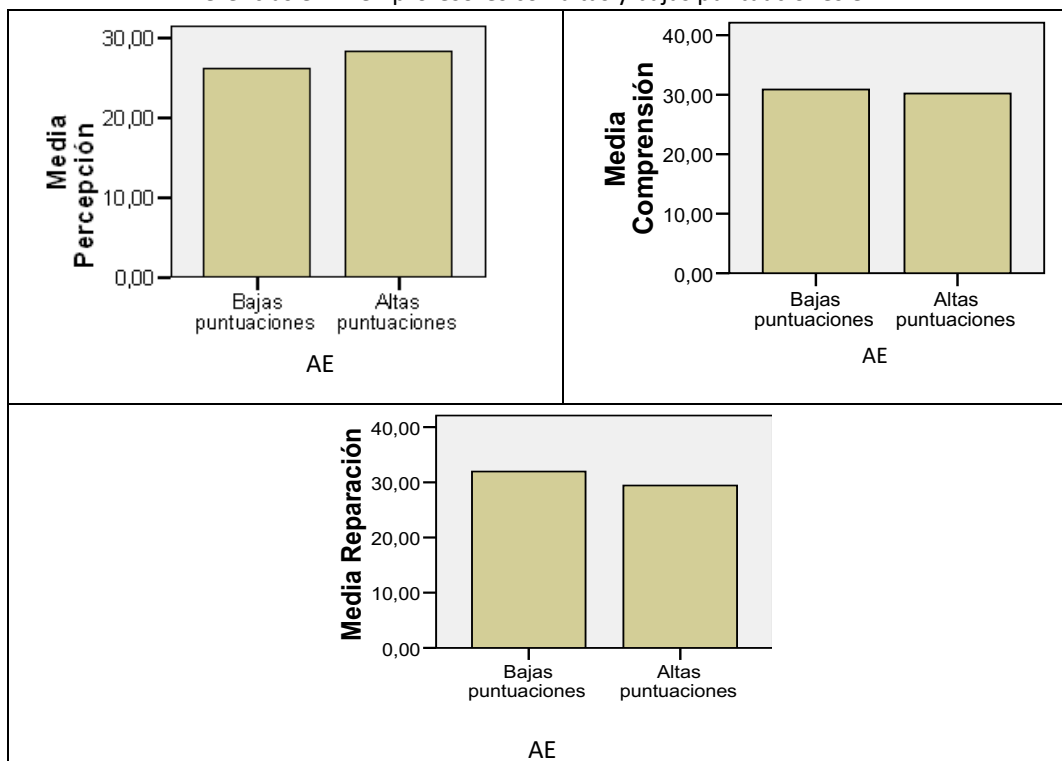 30,00
20,00
10,00
0,00
Media
Percepción
Bajas
puntuaciones
Altas
puntuaciones
AE
40,00
30,00
20,00
10,00
0,00
Media
Comprensión
Bajas
puntuaciones
Altas
puntuaciones
AE
40,00
30,00
20,00
10,00
0,00
Media Reparación
Bajas
puntuaciones
Altas
puntuaciones
AE